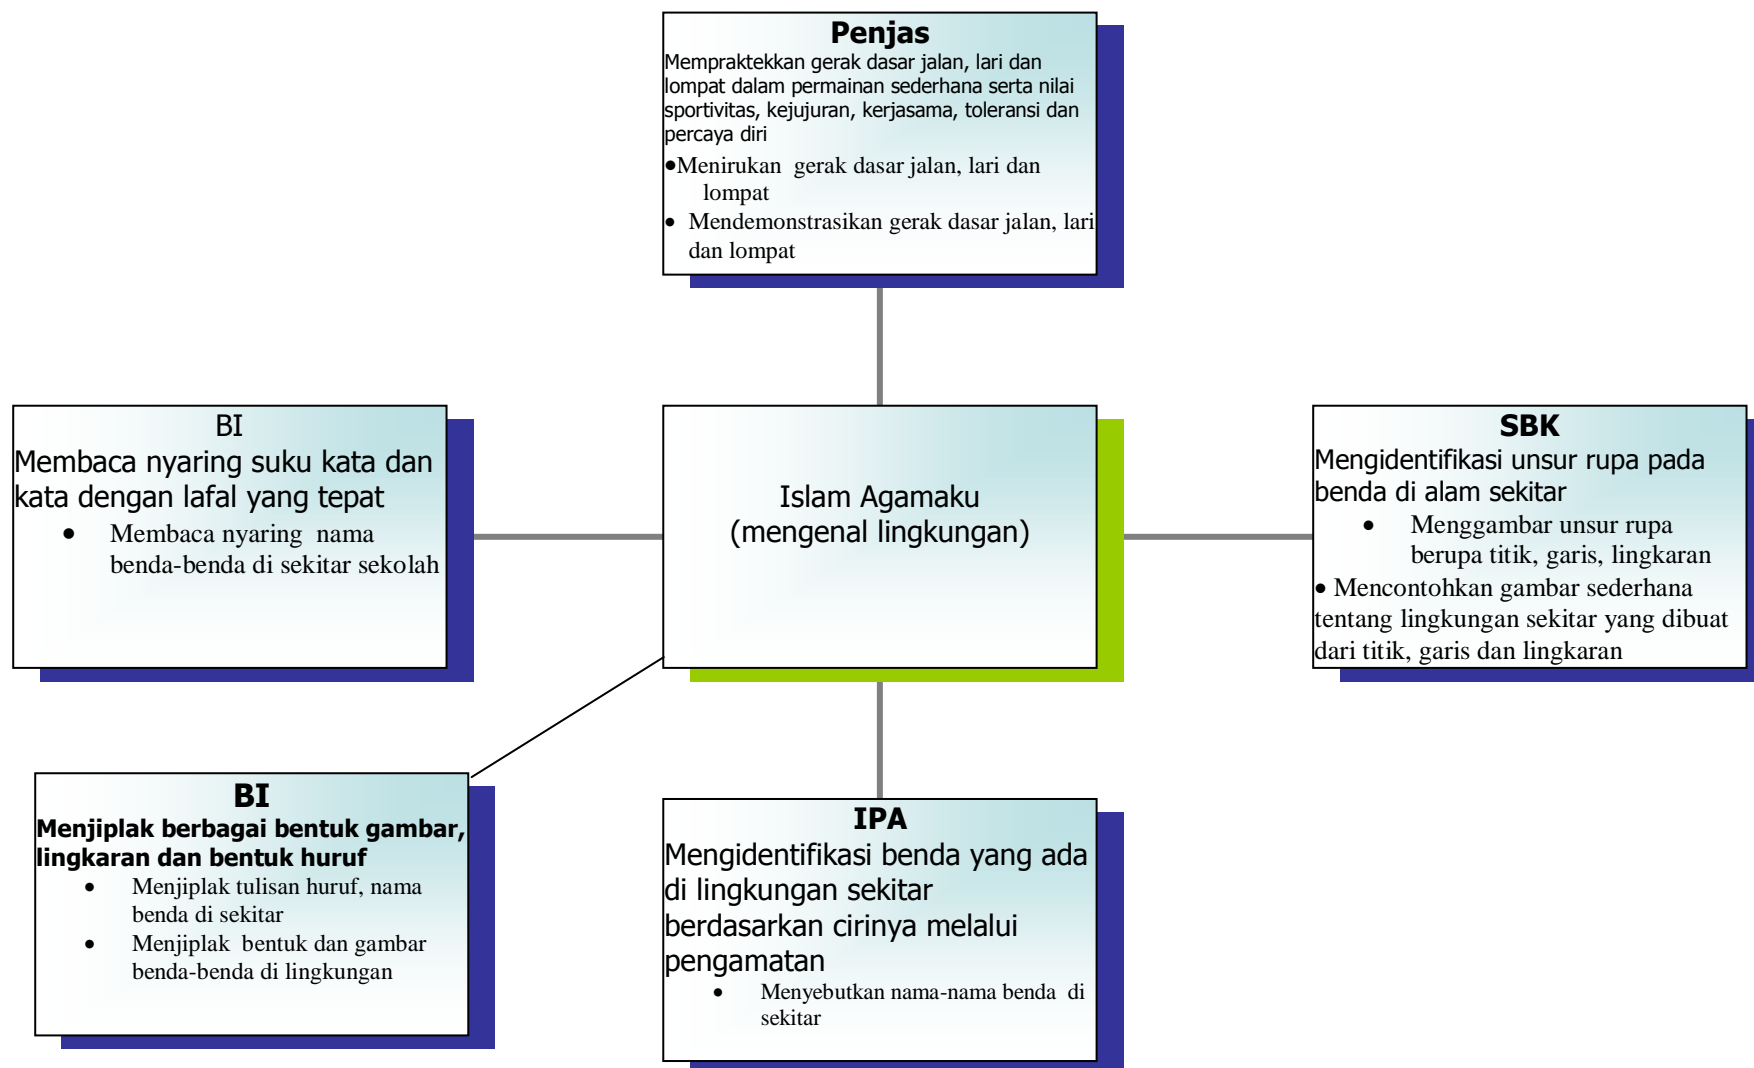 Penjas
Mempraktekkan gerak dasar jalan, lari dan
lompat dalam permainan sederhana serta nilai
sportivitas, kejujuran, kerjasama, toleransi dan
percaya diri
•Menirukan gerak dasar jalan, lari dan
lompat
• Mendemonstrasikan gerak dasar jalan, lari
dan lompat
BI
Membaca nyaring suku kata dan
kata dengan lafal yang tepat
• Membaca nyaring nama
benda-benda di sekitar sekolah
Islam Agamaku
(mengenal lingkungan)
SBK
Mengidentifikasi unsur rupa pada
benda di alam sekitar
• Menggambar unsur rupa
berupa titik, garis, lingkaran
• Mencontohkan gambar sederhana
tentang lingkungan sekitar yang dibuat
dari titik, garis dan lingkaran
BI
Menjiplak berbagai bentuk gambar,
lingkaran dan bentuk huruf
• Menjiplak tulisan huruf, nama
benda di sekitar
• Menjiplak bentuk dan gambar
benda-benda di lingkungan
IPA
Mengidentifikasi benda yang ada
di lingkungan sekitar
berdasarkan cirinya melalui
pengamatan
• Menyebutkan nama-nama benda di
sekitar